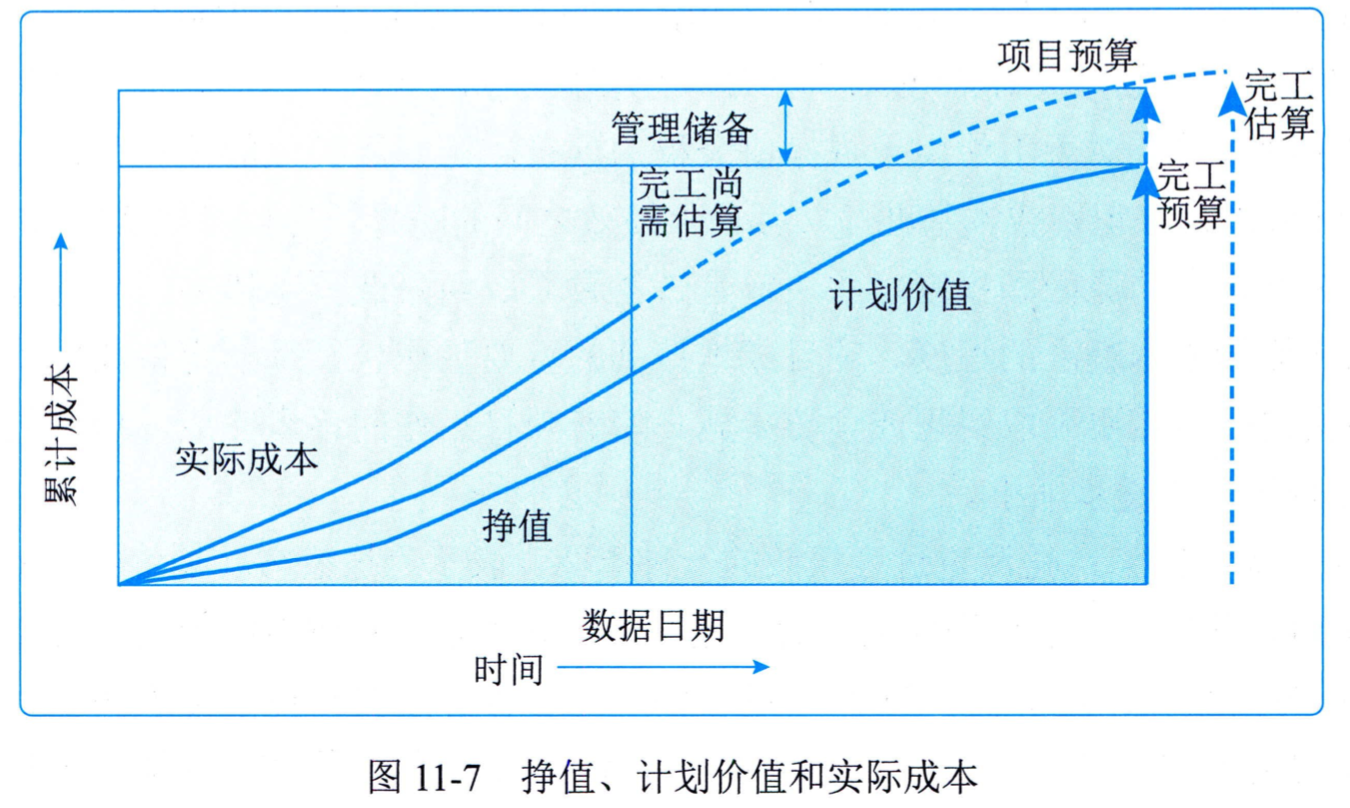 项目预算
完工
估算
管理储备
完工尚
需估算
完工
预算
计划价值
累计成本
实际成本
挣值
数据日期
时间
图 11-7 挣值、计划价值和实际成本